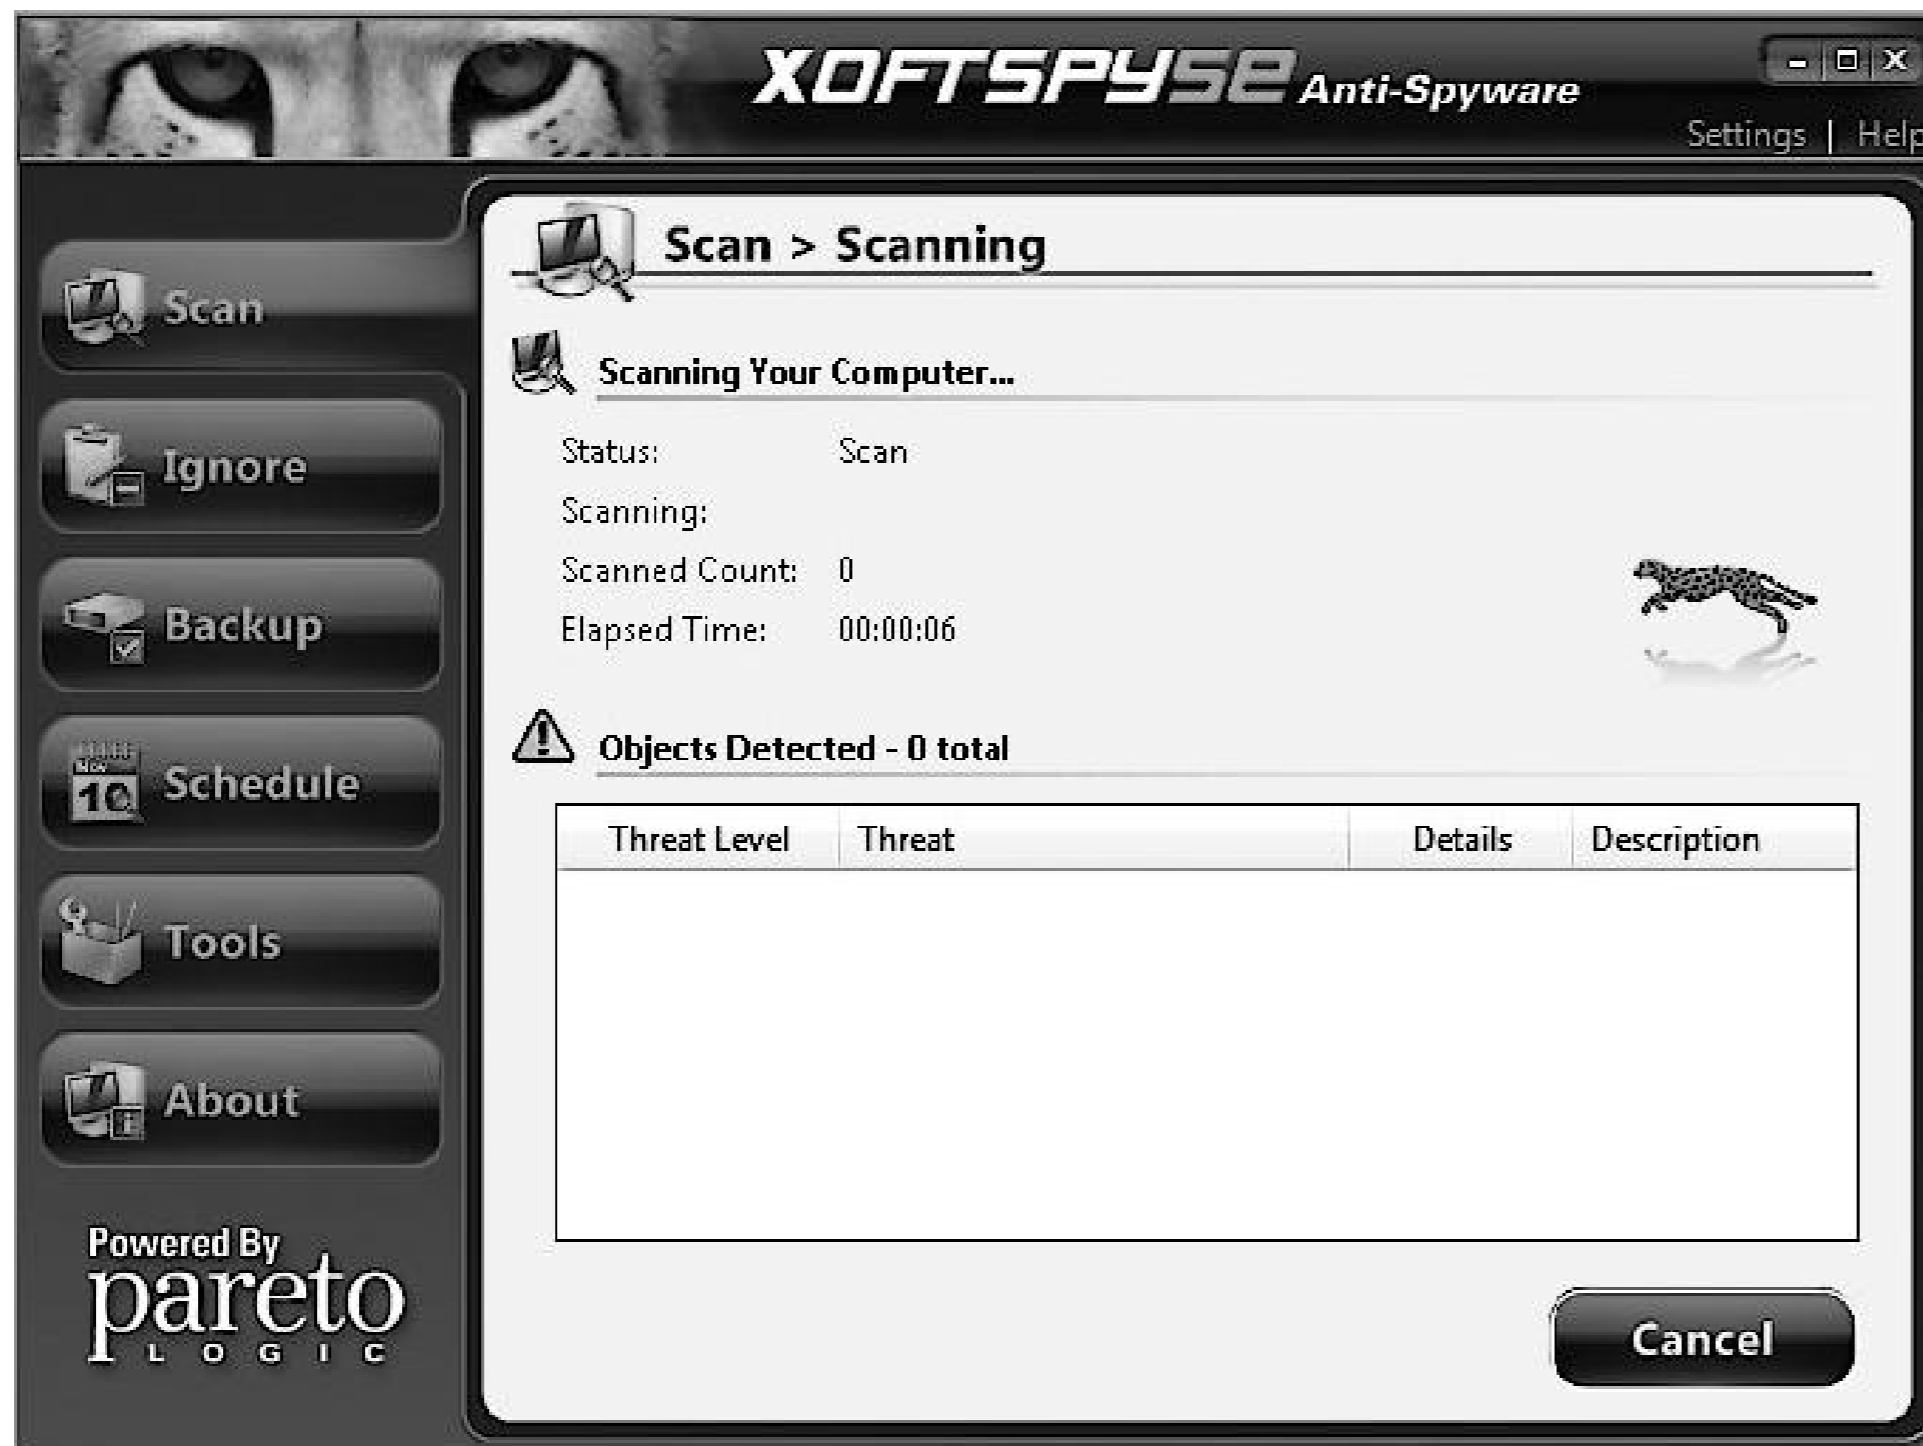 XOFTSPYSE Anti-Spyware
Settings | Help
Scan > Scanning
Scan
Ignore
Backup
Schedule
Nov
10
Tools
About
Powered By
pareto
LOGIC
Scanning Your Computer...
Status: Scan
Scanning:
Scanned Count: 0
Elapsed Time: 00:00:06
Objects Detected - 0 total
Threat Level Threat Details Description
Cancel